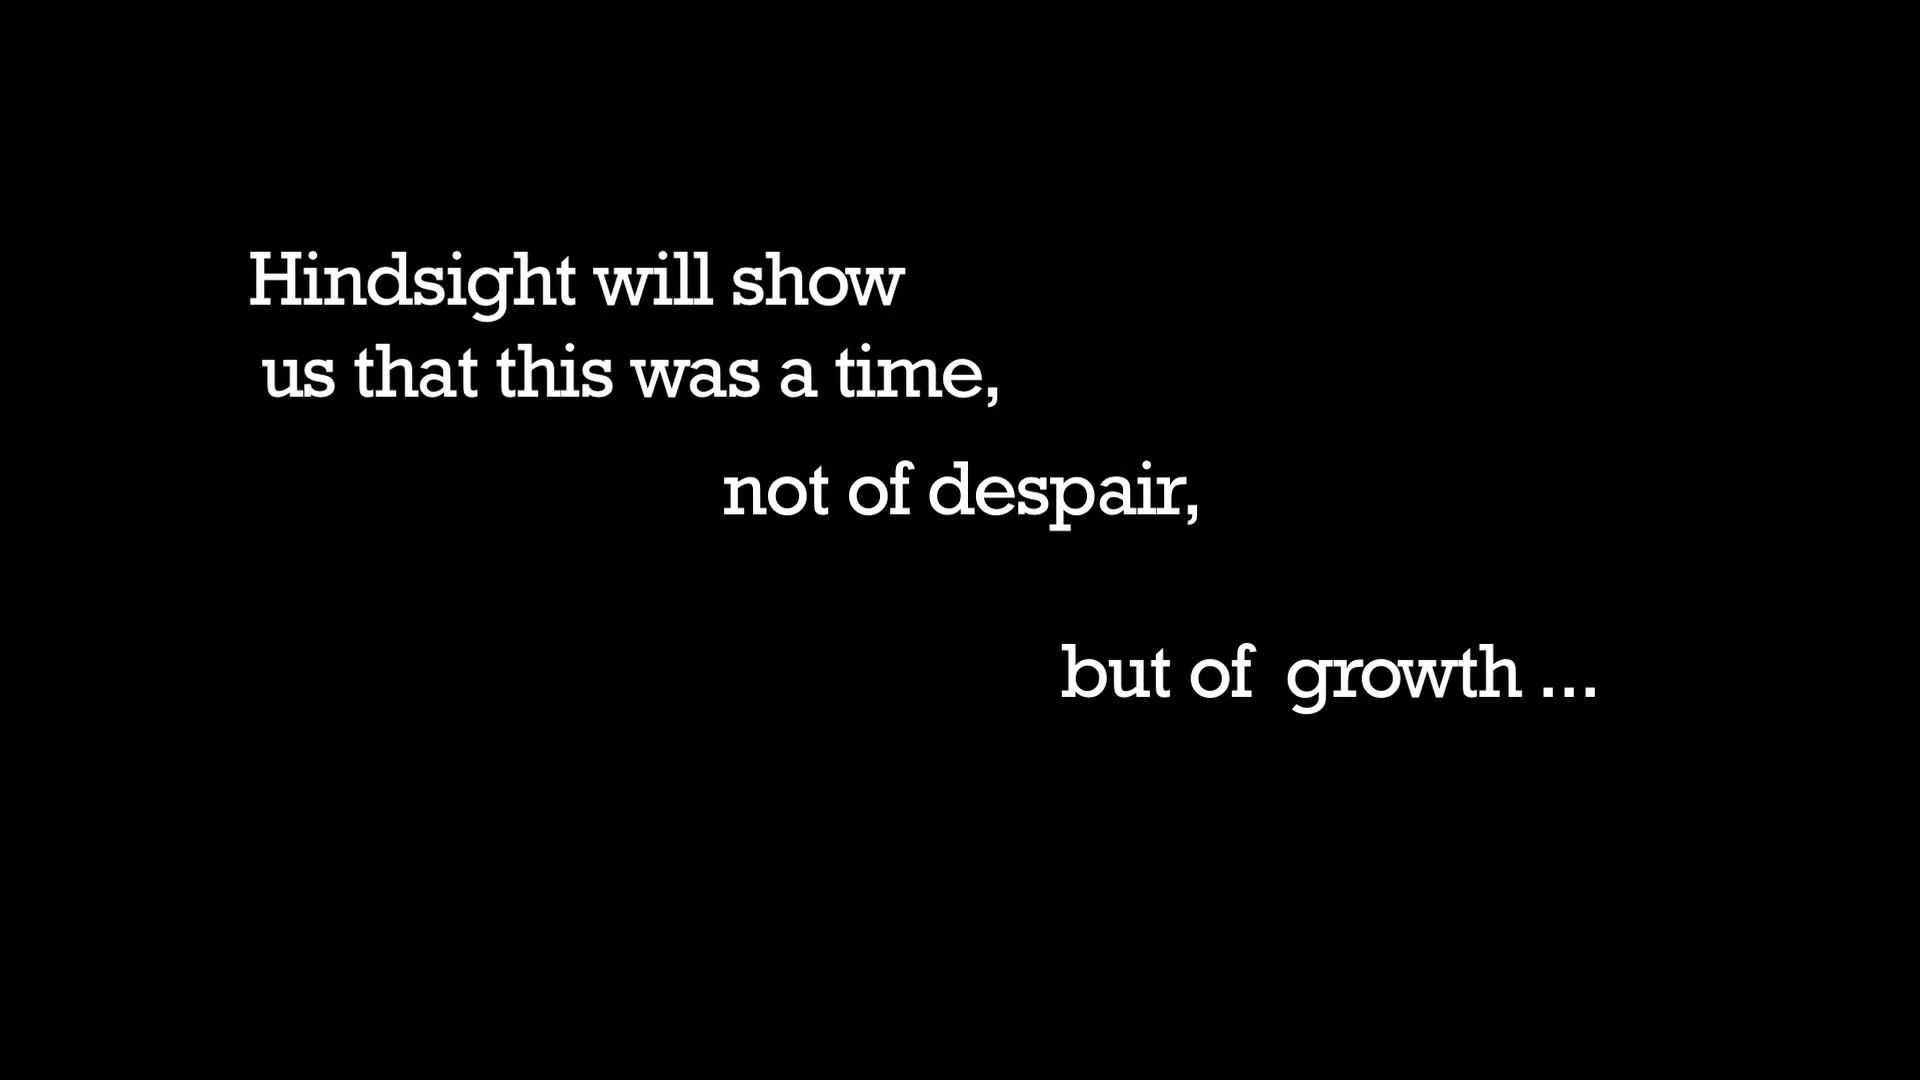 Hindsight will show
us that this was a time,
not of despair,
but of  growth ...